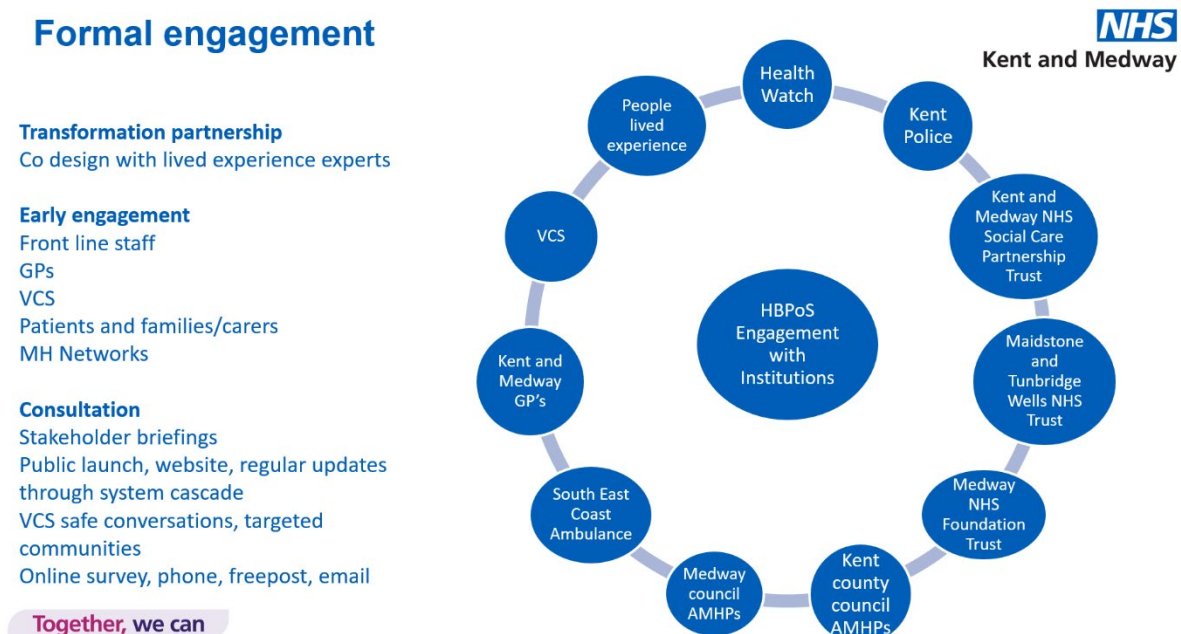 Formal engagement
NHS
Kent and Medway
Transformation partnership
Co design with lived experience experts
Early engagement
Front line staff
GPs
VCS
Patients and families/carers
MH Networks
Consultation
Stakeholder briefings
Public launch, website, regular updates
through system cascade
VCS safe conversations, targeted
communities
Online survey, phone, freepost, email
Together, we can
Health
Watch
Kent
Police
Kent and
Medway NHS
Social Care
Partnership
Trust
Maidstone
and
Tunbridge
Wells NHS
Trust
Medway
NHS
Foundation
Trust
Kent
county
council
AMHPs
Medway
council
AMHPs
South East
Coast
Ambulance
Kent and
Medway
GP's
VCS
People
lived
experience
HBPoS
Engagement
with
Institutions